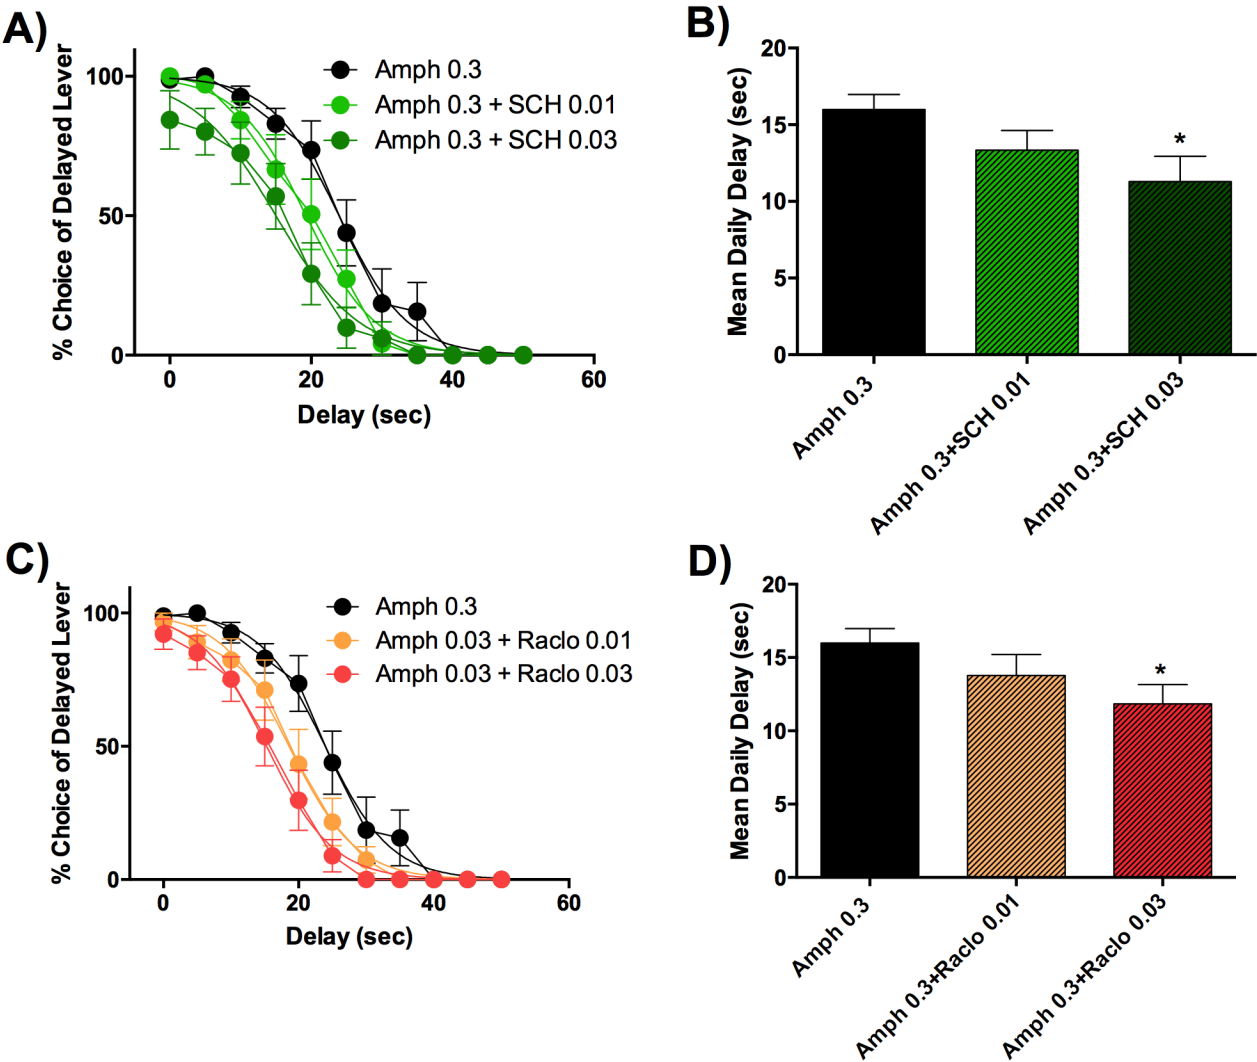 A)
% Choice of Delayed Lever
100
50
0
0 20 40 60
Delay (sec)
Amph 0.3
Amph 0.3 + SCH 0.01
Amph 0.3 + SCH 0.03
B)
Mean Daily Delay (sec)
20
15
10
5
0
*
Amph 0.3
Amph 0.3+SCH 0.01
Amph 0.3+SCH 0.03
C)
% Choice of Delayed Lever
100
50
0
0 20 40 60
Delay (sec)
Amph 0.3
Amph 0.03 + Raclo 0.01
Amph 0.03 + Raclo 0.03
D)
Mean Daily Delay (sec)
20
15
10
5
0
*
Amph 0.3
Amph 0.3+Raclo 0.01
Amph 0.3+Raclo 0.03